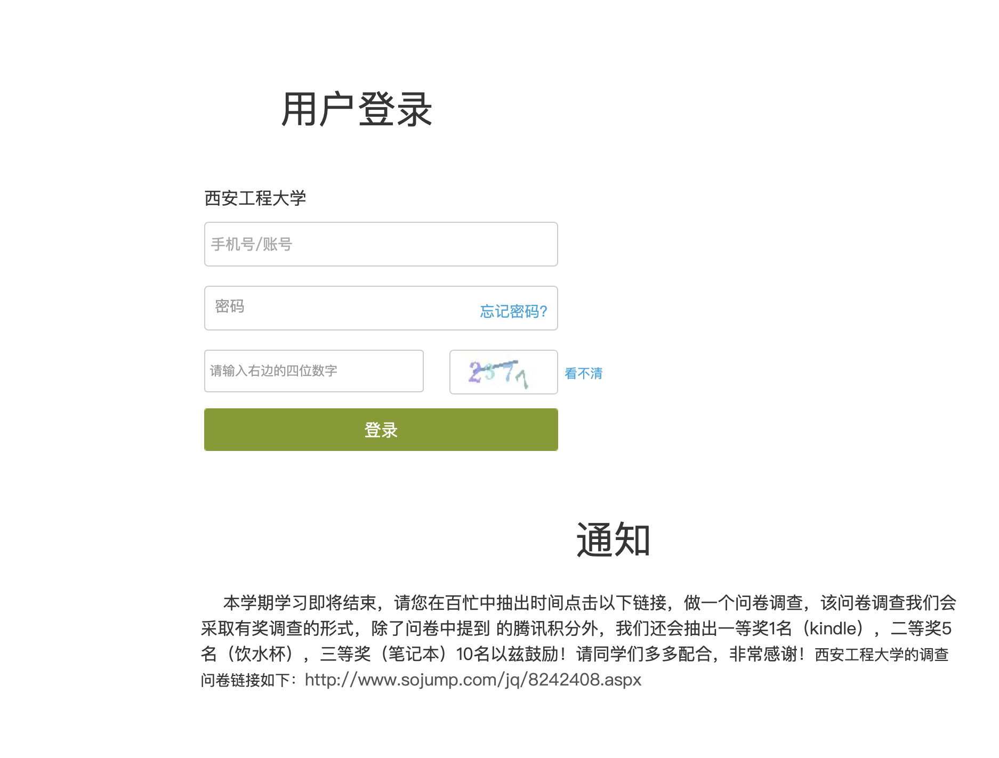 用户登录
西安工程大学
手机号/账号
密码
忘记密码?
请输入右边的四位数字
看不清
登录
通知
本学期学习即将结束，请您在百忙中抽出时间点击以下链接，做一个问卷调查，该问卷调查我们会
采取有奖调查的形式，除了问卷中提到 的腾讯积分外，我们还会抽出一等奖1名（kindle），二等奖5
名（饮水杯），三等奖（笔记本）10名以兹鼓励！请同学们多多配合，非常感谢！西安工程大学的调查
问卷链接如下：http://www.sojump.com/jq/8242408.aspx